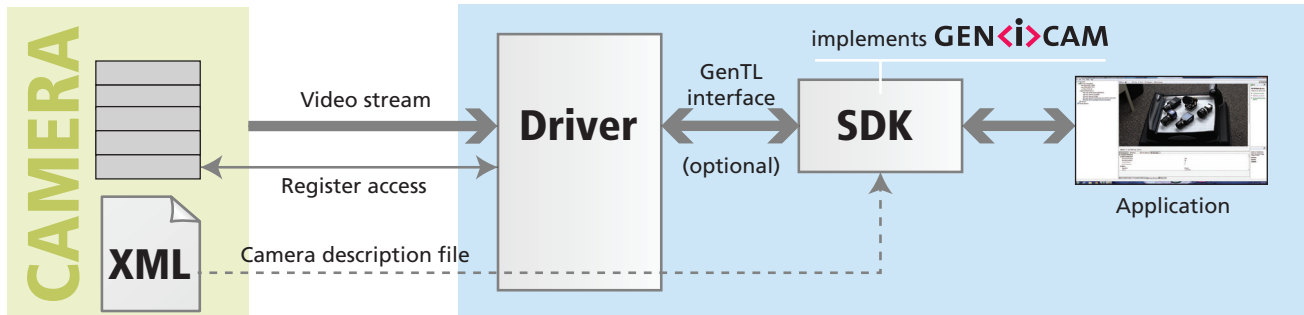 CAMERA
XML
Video stream
Register access
Camera description file
Driver
GenTL
interface
(optional)
implements GEN<i>CAM
SDK
Application